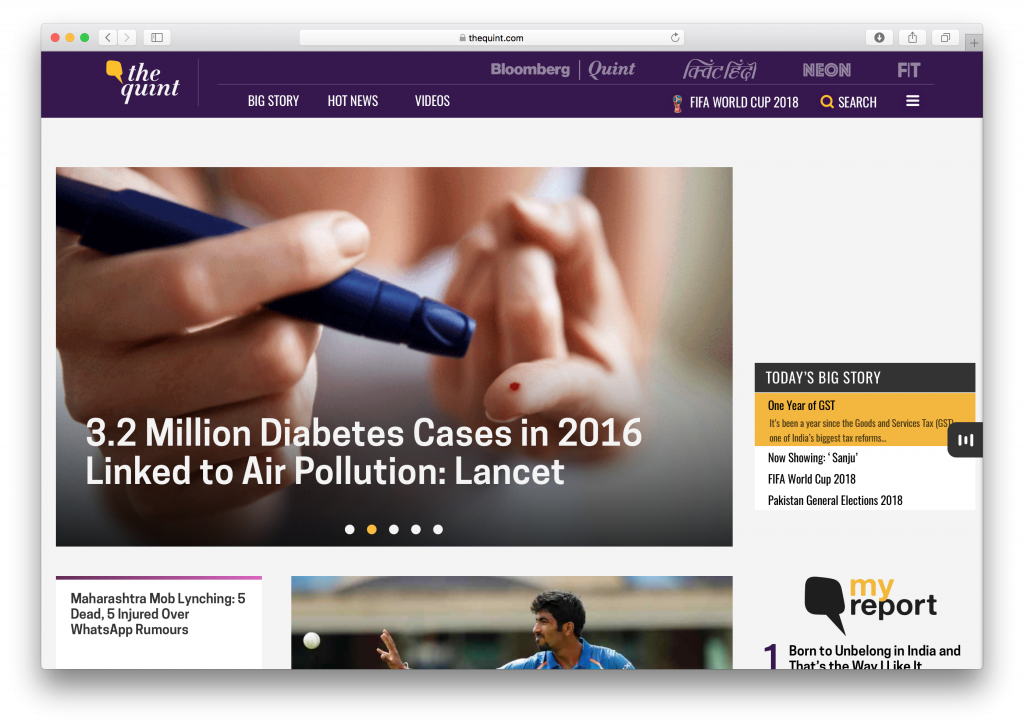 thequint.com
the
quint
Bloomberg | Quint
क्विंट हिंदी
NEON
FIT
BIG STORY
HOT NEWS
VIDEOS
FIFA WORLD CUP 2018
SEARCH
3.2 Million Diabetes Cases in 2016
Linked to Air Pollution: Lancet
TODAY'S BIG STORY
One Year of GST
It's been a year since the Goods and Services Tax (GST),
one of India's biggest tax reforms...
Now Showing: ‘Sanju’
FIFA World Cup 2018
Pakistan General Elections 2018
Maharashtra Mob Lynching: 5
Dead, 5 Injured Over
WhatsApp Rumours
my
report
1
Born to Unbelong in India and
That's the Way I Like It